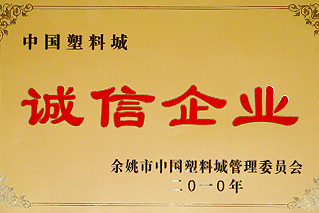 中国塑料城
诚信企业
余姚市中国塑料城管理委员会
二〇一〇年